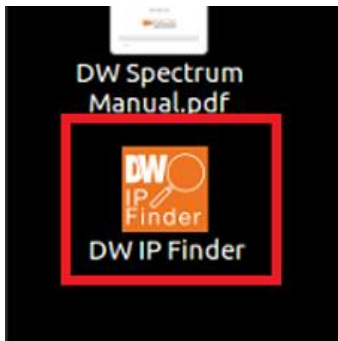 DW Spectrum
Manual.pdf
DW
IP
Finder
DW IP Finder